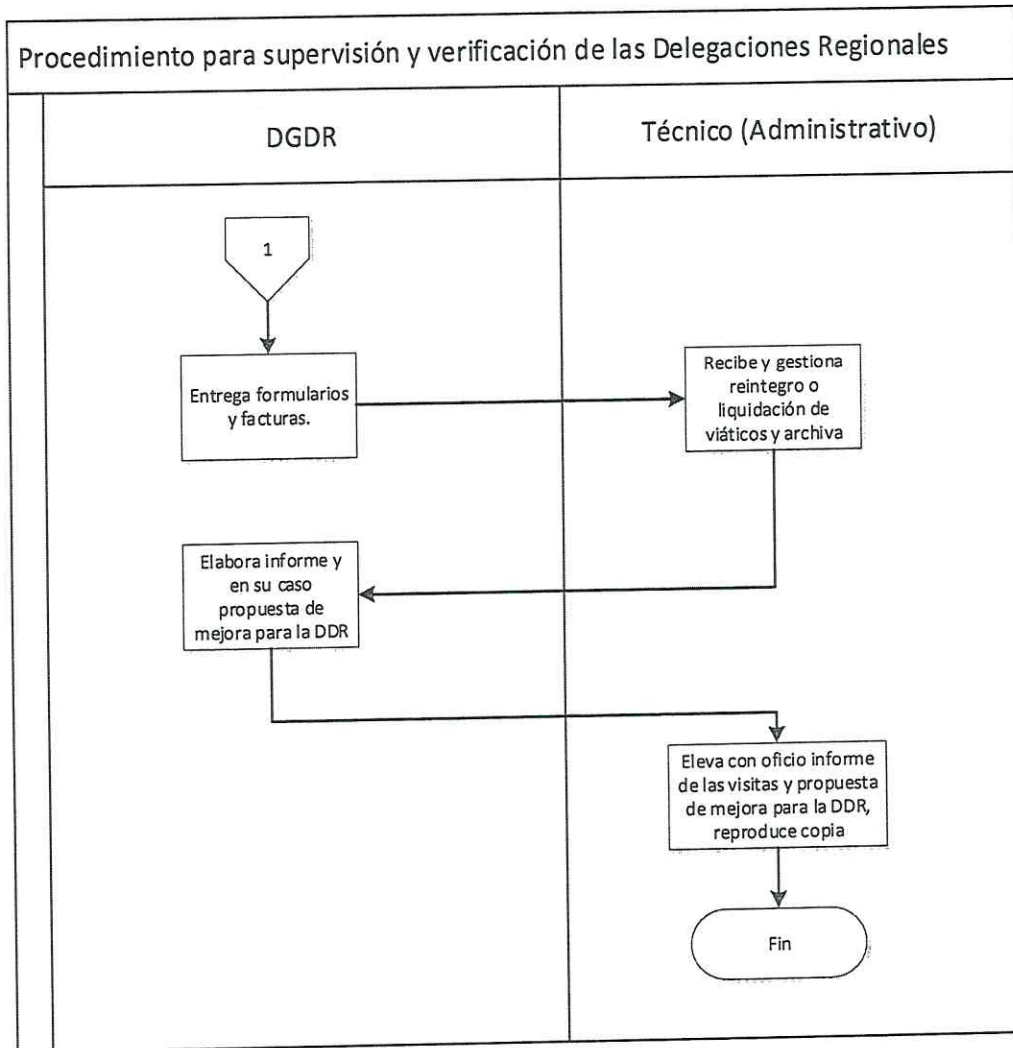 Procedimiento para supervisión y verificación de las Delegaciones Regionales
DGDR
Técnico (Administrativo)
1
Entrega formularios
y facturas.
Recibe y gestiona
reintegro o
liquidación de
viáticos y archiva
Elabora informe y
en su caso
propuesta de
mejora para la DDR
Eleva con oficio informe
de las visitas y propuesta
de mejora para la DDR,
reproduce copia
Fin